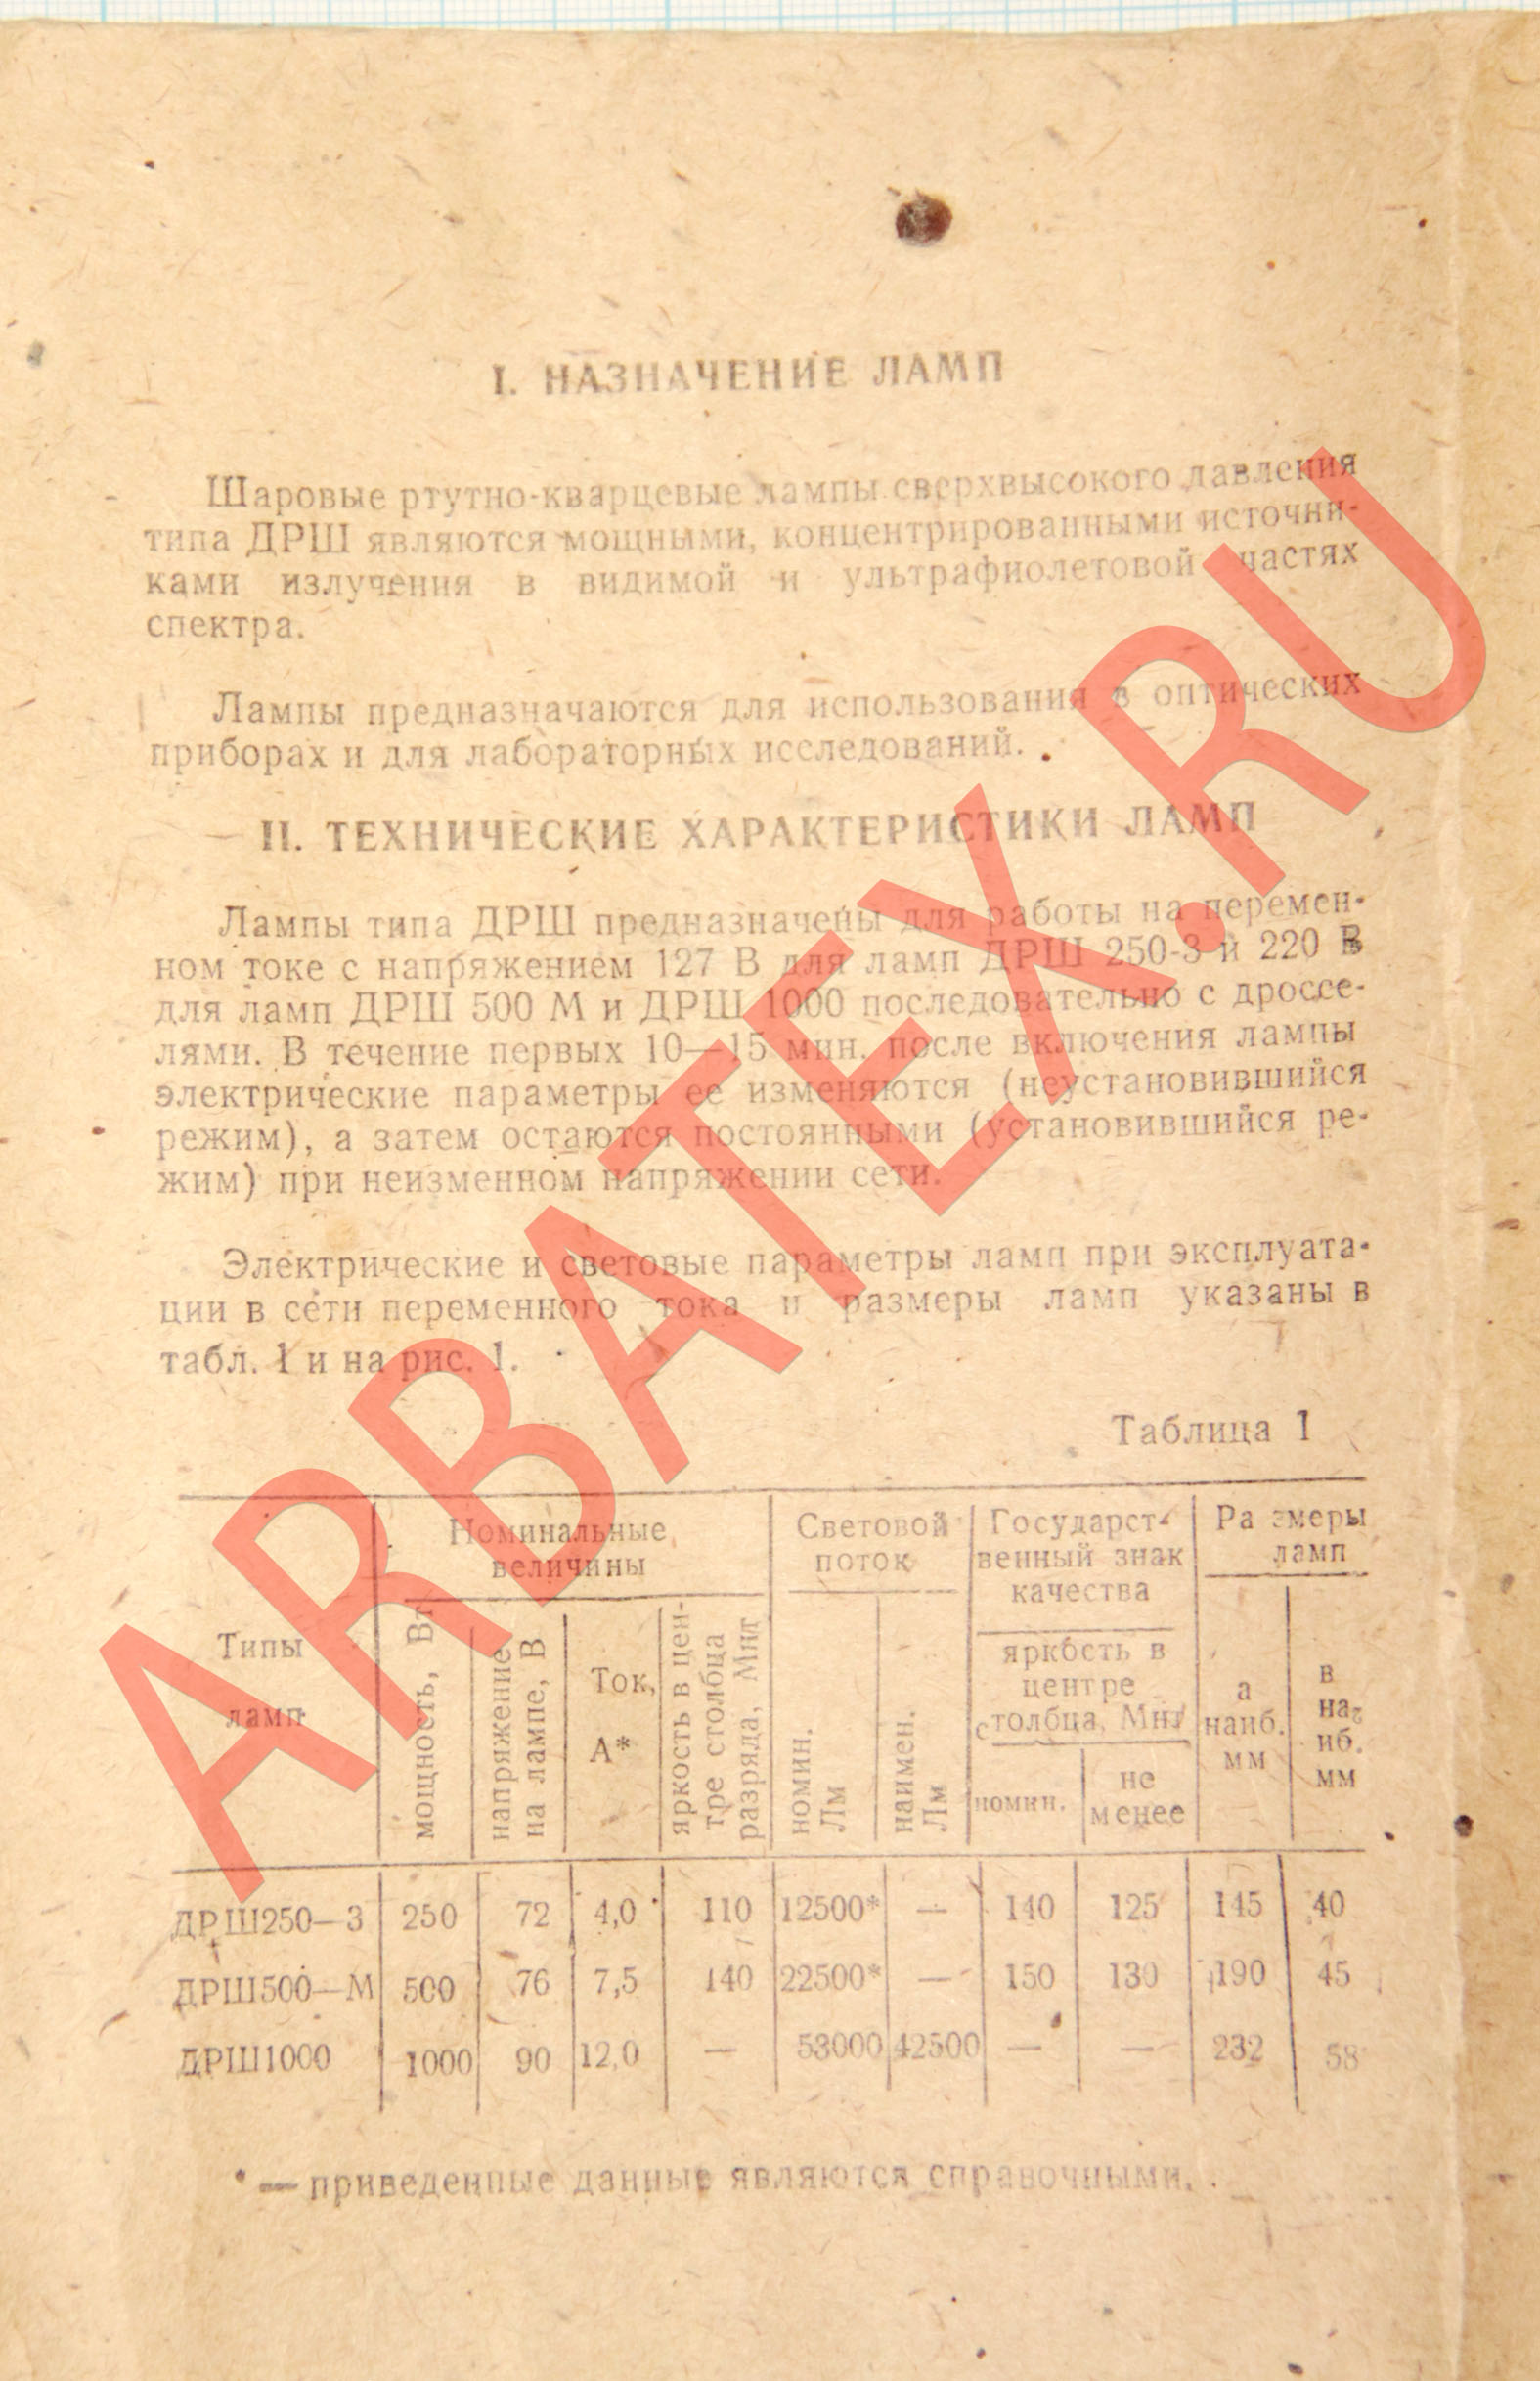 I. НАЗНАЧЕНИЕ ЛАМП
Шаровые ртутно-кварцевые лампы сверхвысокого давления
типа ДРШ являются мощными, концентрированными источни-
ками излучения в видимой и ультрафиолетовой частях
спектра.
Лампы предназначаются для использования в оптических
приборах и для лабораторных исследований.
II. ТЕХНИЧЕСКИЕ ХАРАКТЕРИСТИКИ ЛАМП
Лампы типа ДРШ предназначены для работы на перемен-
ном токе с напряжением 127 В для ламп ДРШ 250-3 и 220 В
для ламп ДРШ 500 М и ДРШ 1000 последовательно с дроссе-
лями. В течение первых 10—15 мин. после включения лампы
электрические параметры ее изменяются (неустановившийся
режим), а затем остаются постоянными (установившийся ре-
жим) при неизменном напряжении сети.
Электрические и световые параметры ламп при эксплуата-
ции в сети переменного тока и размеры ламп указаны в
табл. 1 и на рис. 1.
Таблица 1
Типы
ламп
Номинальные
величины
мощность, Вт
напряжение
на лампе, В
Ток,
А*
яркость в цен-
тре столбца
разряда, Мнт
Световой
поток
номин.
Лм
наимен.
Лм
Государст-
венный знак
качества
яркость в
центре
столбца, Мнт
номин.
не
менее
Размеры
ламп
а
наиб.
мм
в
на-
иб.
мм
ДРШ250—3 250 72 4,0 110 12500* — 140 125 145 40
ДРШ500—М 500 76 7,5 140 22500* — 150 130 190 45
ДРШ1000 1000 90 12,0 — 53000 42500 — — 232 58
* — приведенные данные являются справочными.
ARBATEX.RU